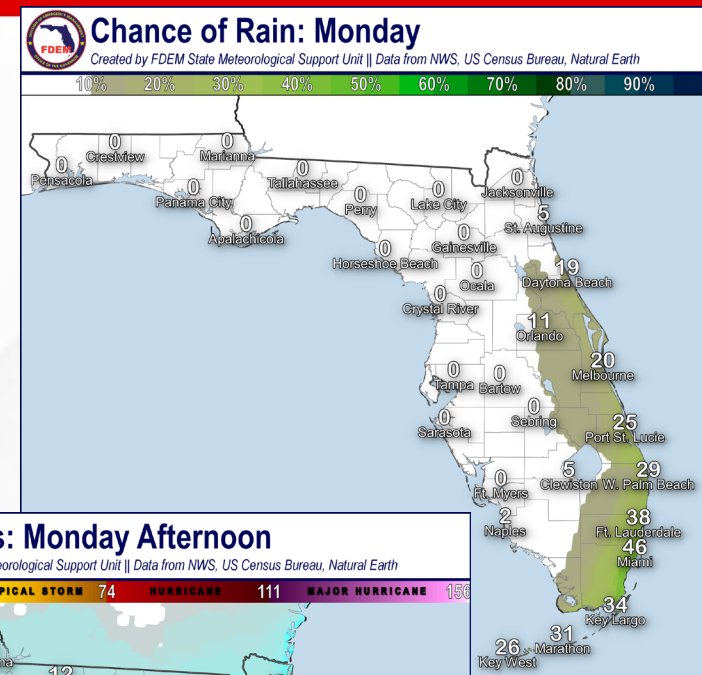 FDEM
Chance of Rain: Monday
Created by FDEM State Meteorological Support Unit || Data from NWS, US Census Bureau, Natural Earth
10% 20% 30% 40% 50% 60% 70% 80% 90%
0
Crestview
0
Marianna
0
Pensacola
0
Tallahassee
0
Panama City
0
Perry
0
Lake City
0
Jacksonville
5
St. Augustine
0
Apalachicola
0
Gainesville
0
Horseshoe Beach
0
Ocala
19
Daytona Beach
0
Crystal River
11
Orlando
20
Melbourne
0
Tampa
0
Bartow
0
Sarasota
0
Sebring
25
Port St. Lucie
0
Ft. Myers
5
Clewiston
29
W. Palm Beach
2
Naples
38
Ft. Lauderdale
46
Miami
34
Key Largo
31
Marathon
26
Key West
s: Monday Afternoon
eorological Support Unit || Data from NWS, US Census Bureau, Natural Earth
PICAL STORM 74 HURRICANE 111 MAJOR HURRICANE 156
na
12